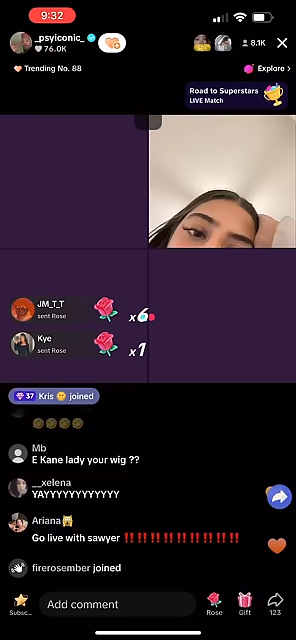 9:32
_psyiconic_
76.0K
8.1K
Trending No. 88
Explore >
Road to Superstars
LIVE Match
JM_T_T
sent Rose
x6
Kye
sent Rose
x1
37 Kris joined
Mb
E Kane lady your wig ??
__xelena
YAYYYYYYYYYYYY
123
Ariana
Go live with sawyer ‼️‼️‼️‼️‼️‼️‼️‼️‼️‼️
firerosember joined
Subsc...
Add comment
Rose
Gift
123